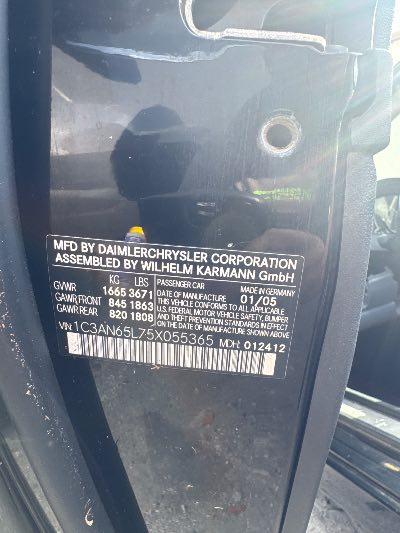 MFD BY DAIMLERCHRYSLER CORPORATION
ASSEMBLED BY WILHELM KARMANN GmbH
KG LBS
GVWR 1665 3671
GAWR, FRONT 845 1863
GAWR, REAR 820 1808
PASSENGER CAR MADE IN GERMANY
DATE OF MANUFACTURE 01/05
THIS VEHICLE CONFORMS TO ALL APPLICABLE
U.S. FEDERAL MOTOR VEHICLE SAFETY, BUMPER
AND THEFT PREVENTION STANDARDS IN EFFECT ON
THE DATE OF MANUFACTURE SHOWN ABOVE.
VIN: 1C3AN65L75X055365 MDH: 012412